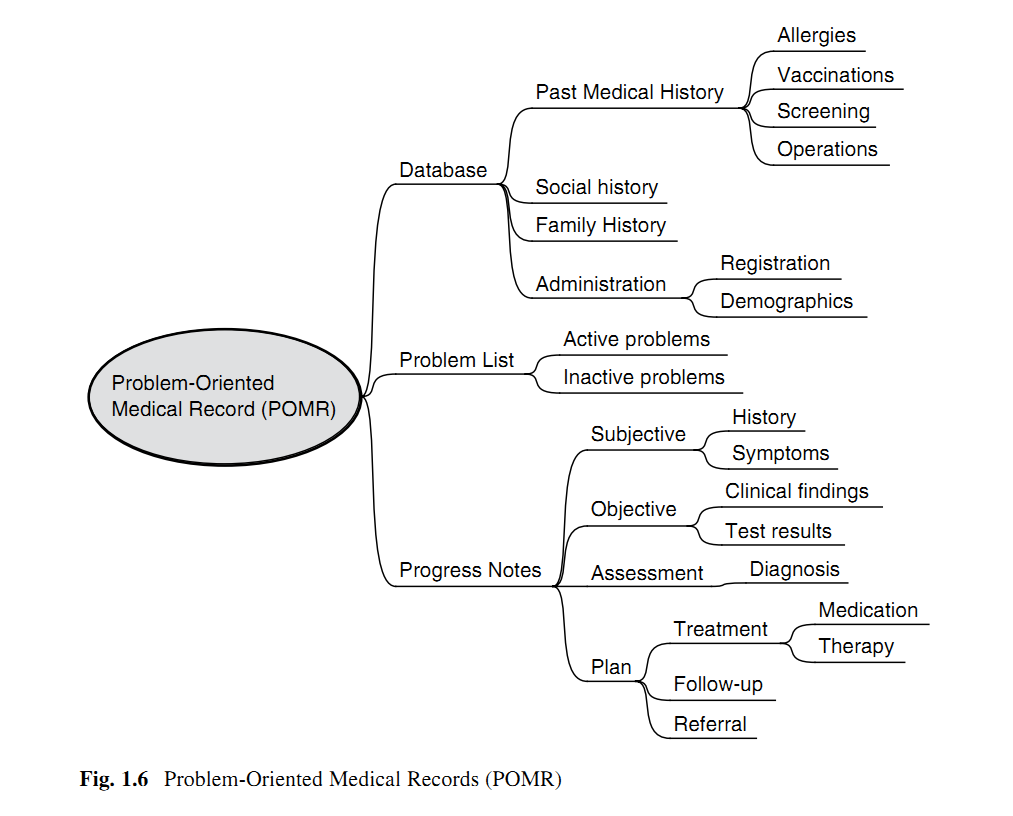 Allergies
Vaccinations
Past Medical History
Screening
Operations
Database
Social history
Family History
Registration
Administration
Demographics
Active problems
Problem List
Inactive problems
Problem-Oriented
Medical Record (POMR)
History
Subjective
Symptoms
Clinical findings
Objective
Test results
Progress Notes
Assessment
Diagnosis
Medication
Treatment
Therapy
Plan
Follow-up
Referral
Fig. 1.6 Problem-Oriented Medical Records (POMR)